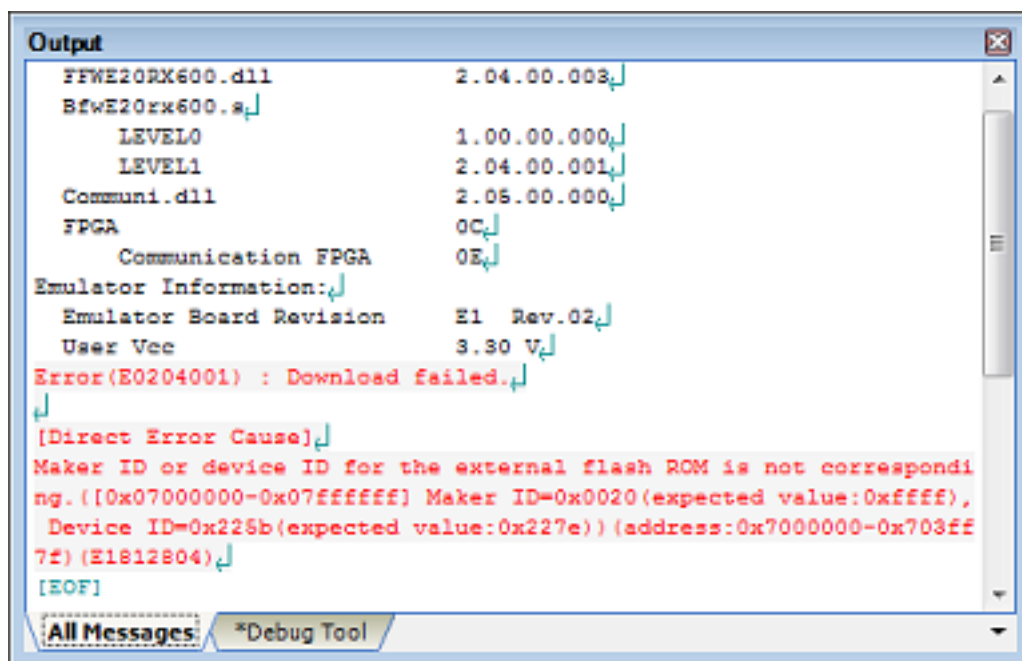 Output
FFWE20RX600.dll 2.04.00.003
BfwE20rx600.s
LEVEL0 1.00.00.000
LEVEL1 2.04.00.001
Communi.dll 2.05.00.000
FPGA 0C
Communication FPGA 0E
Emulator Information:
Emulator Board Revision E1 Rev.02
User Vcc 3.30 V
Error(E0204001) : Download failed.
[Direct Error Cause]
Maker ID or device ID for the external flash ROM is not correspondi
ng.([0x07000000-0x07ffffff] Maker ID=0x0020(expected value:0xffff),
Device ID=0x225b(expected value:0x227e))(address:0x7000000-0x703ff
7f)(E1812804)
[EOF]
All Messages *Debug Tool